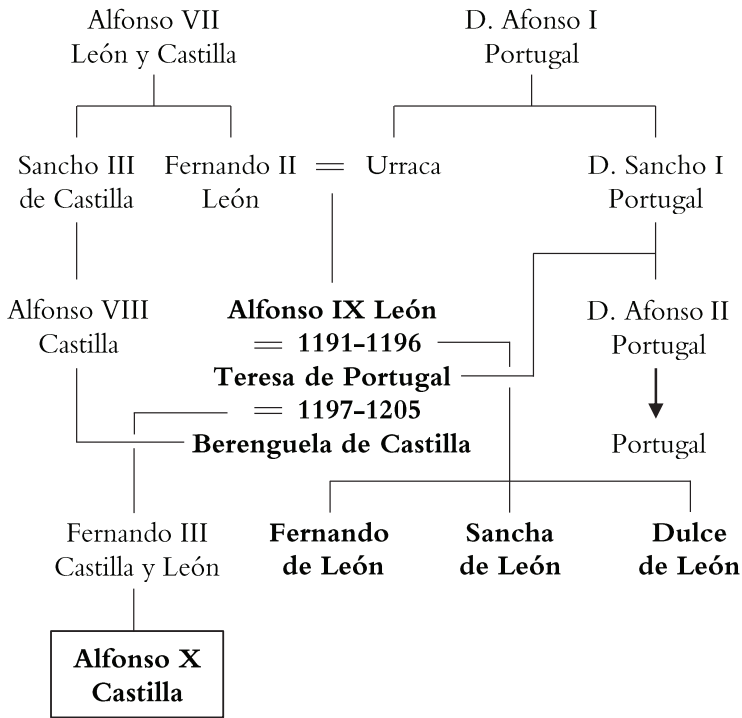 Alfonso VII
León y Castilla
D. Afonso I
Portugal
Sancho III
de Castilla
Fernando II
León
=
Urraca
D. Sancho I
Portugal
Alfonso VIII
Castilla
Alfonso IX León
= 1191-1196
Teresa de Portugal
= 1197-1205
Berenguela de Castilla
D. Afonso II
Portugal
Portugal
Fernando III
Castilla y León
Fernando
de León
Sancha
de León
Dulce
de León
Alfonso X
Castilla